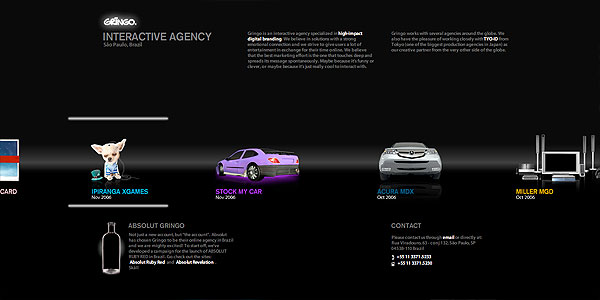 GRINGO.
INTERACTIVE AGENCY
São Paulo, Brazil
Gringo is an interactive agency specialized in high-impact
digital branding. We believe in solutions with a strong
emotional connection and we strive to give users a lot of
entertainment in exchange for their time online. We believe
that the best marketing effort is the one that touches deep and
spreads its message spontaneously. Maybe because it's funny or
clever, or maybe because it's just really cool to interact with.
Gringo works with several agencies around the globe. We
also have the pleasure of working closely with TYO-ID from
Tokyo (one of the biggest production agencies in Japan) as
our creative partner from the very other side of the globe.
CARD
IPIRANGA XGAMES
Nov 2006
STOCK MY CAR
Nov 2006
ACURA MDX
Oct 2006
MILLER MGD
Oct 2006
ABSOLUT GRINGO
Not just a new account, but "the account". Absolut
has chosen Gringo to be their online agency in Brazil
and we are mighty excited! To start off, we've
developed a campaign for the launch of ABSOLUT
RUBY RED in Brazil. Go check out the sites:
Absolut Ruby Red and Absolut Revelation.
Skål!
CONTACT
Please contact us through email or directly at:
Rua Viradouro, 63 - conj 132, São Paulo, SP
04538-110 Brazil
+55 11 3371.5233
+55 11 3371.5230